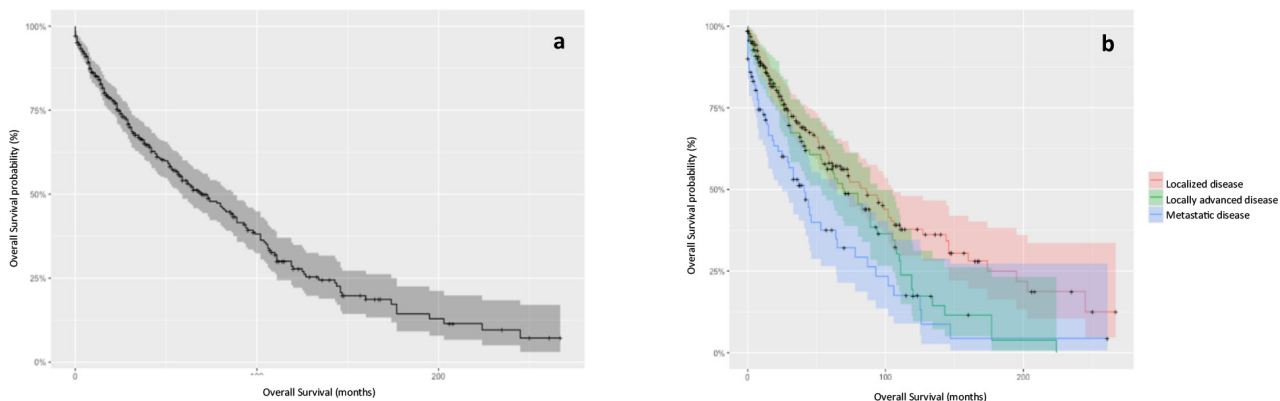 a
100%
75%
50%
25%
0%
Overall Survival probability (%)
0
200
Overall Survival (months)
b
100%
75%
50%
25%
0%
Overall Survival probability (%)
0
100
200
Overall Survival (months)
Localized disease
Locally advanced disease
Metastatic disease